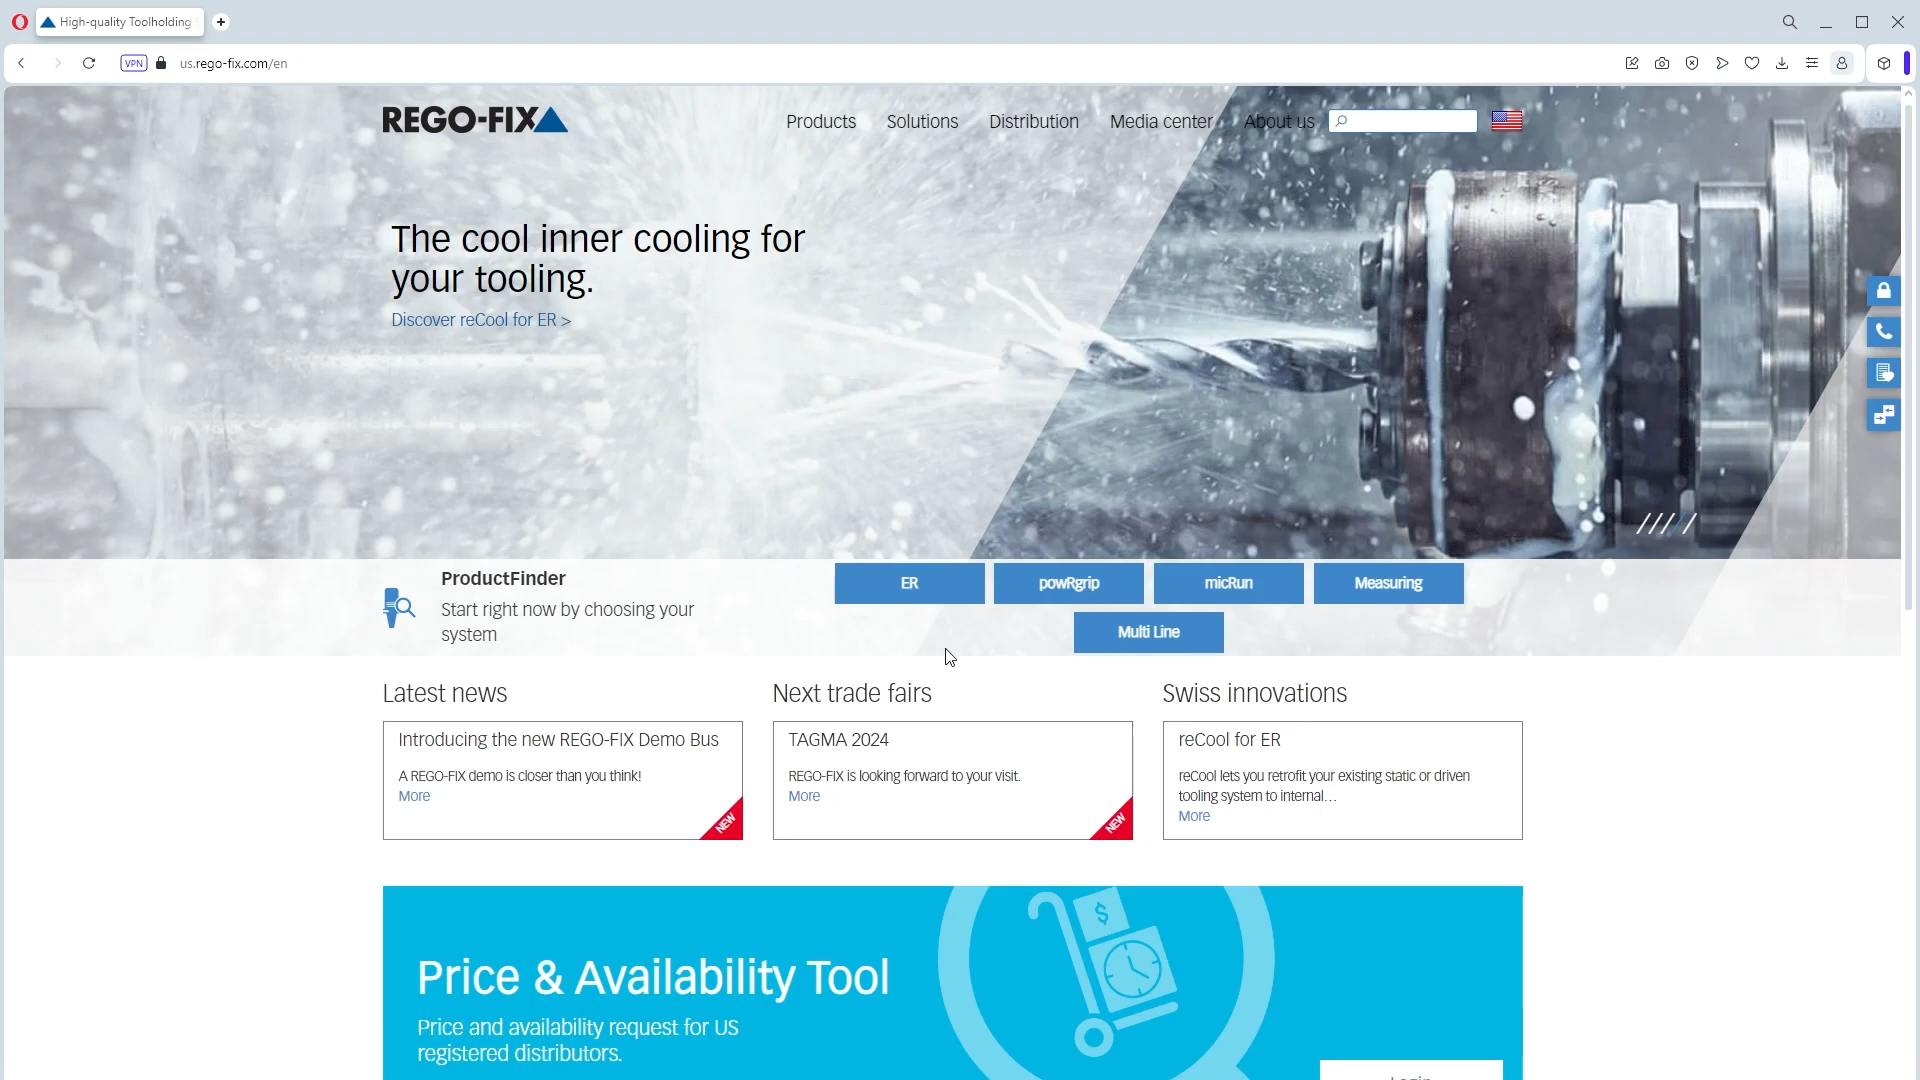 High-quality Toolholding
VPN
us.rego-fix.com/en
REGO-FIX
Products
Solutions
Distribution
Media center
About us
The cool inner cooling for
your tooling.
Discover reCool for ER >
ProductFinder
Start right now by choosing your
system
ER
powRgrip
micRun
Measuring
Multi Line
Latest news
Introducing the new REGO-FIX Demo Bus
A REGO-FIX demo is closer than you think!
More
NEW
Next trade fairs
TAGMA 2024
REGO-FIX is looking forward to your visit.
More
NEW
Swiss innovations
reCool for ER
reCool lets you retrofit your existing static or driven
tooling system to internal…
More
$
Price & Availability Tool
Price and availability request for US
registered distributors.